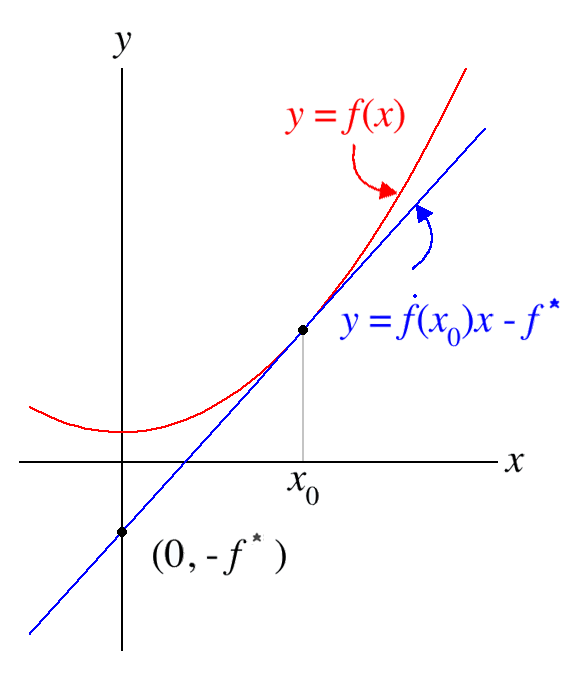 y
y = f(x)
y = ḟ(x₀)x - f*
x
x₀
(0, - f* )